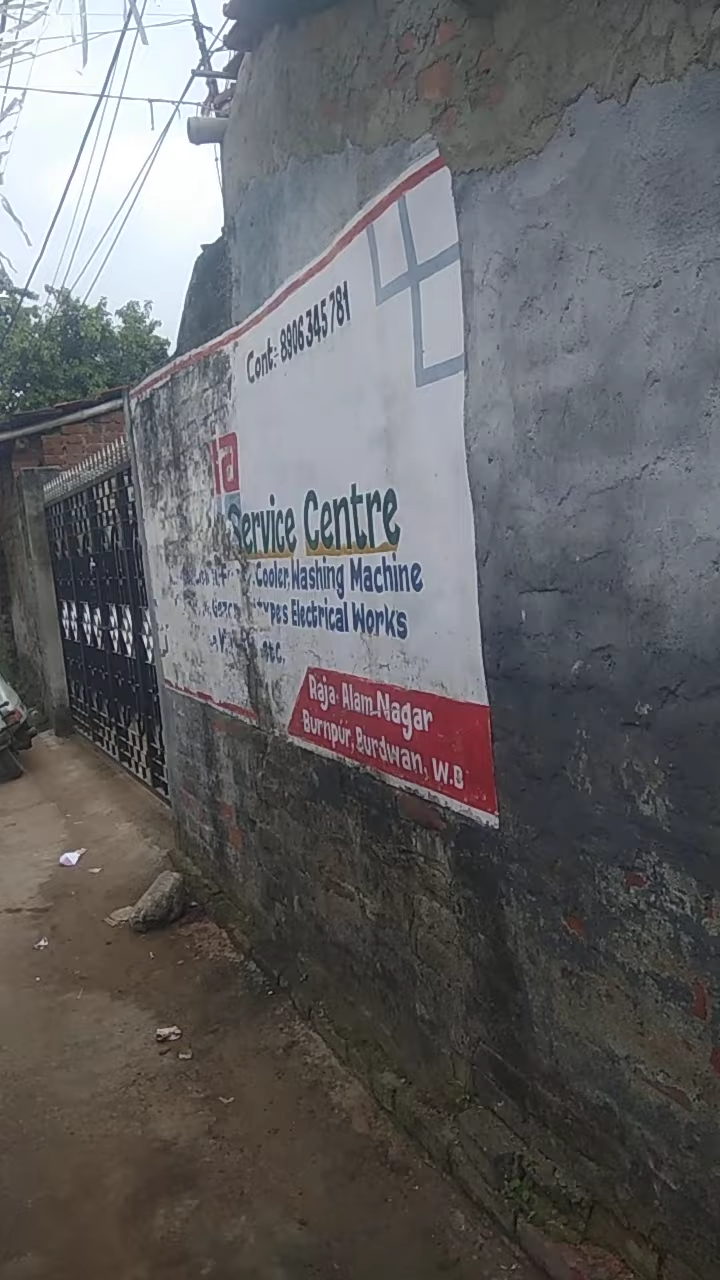 Cont:- 8906345781
Service Centre
Cooler, Washing Machine
types Electrical Works
etc.
Raja Alam Nagar
Burnpur, Burdwan, W.B